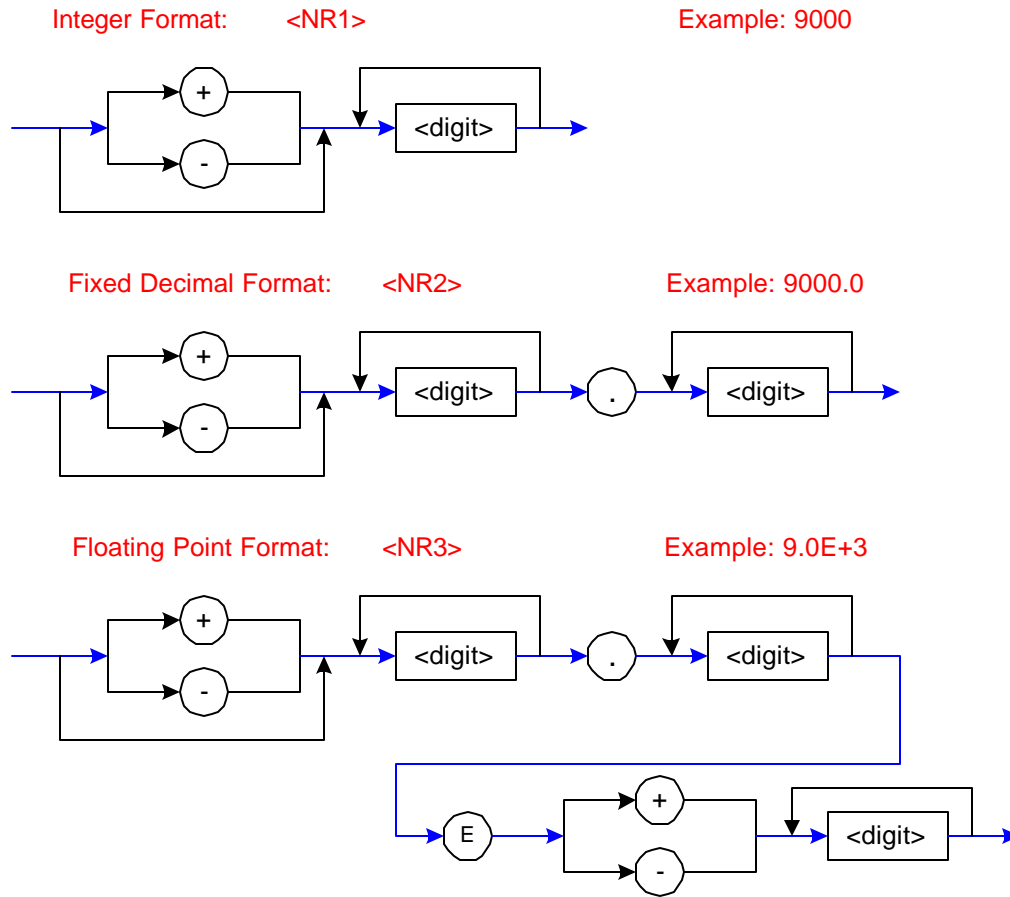 Integer Format: <NR1> Example: 9000
+
<digit>
-
Fixed Decimal Format: <NR2> Example: 9000.0
+
<digit> . <digit>
-
Floating Point Format: <NR3> Example: 9.0E+3
+
<digit> . <digit>
-
+
E <digit>
-